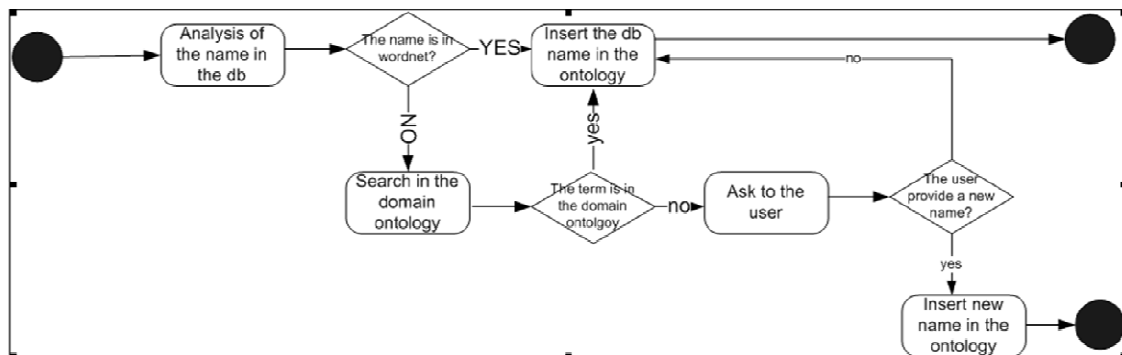 Analysis of
the name in
the db
The name is in
wordnet?
YES
Insert the db
name in the
ontology
no
NO
yes
Search in the
domain
ontology
The term is in
the domain
ontolgoy
no
Ask to the
user
The user
provide a new
name?
yes
Insert new
name in the
ontology